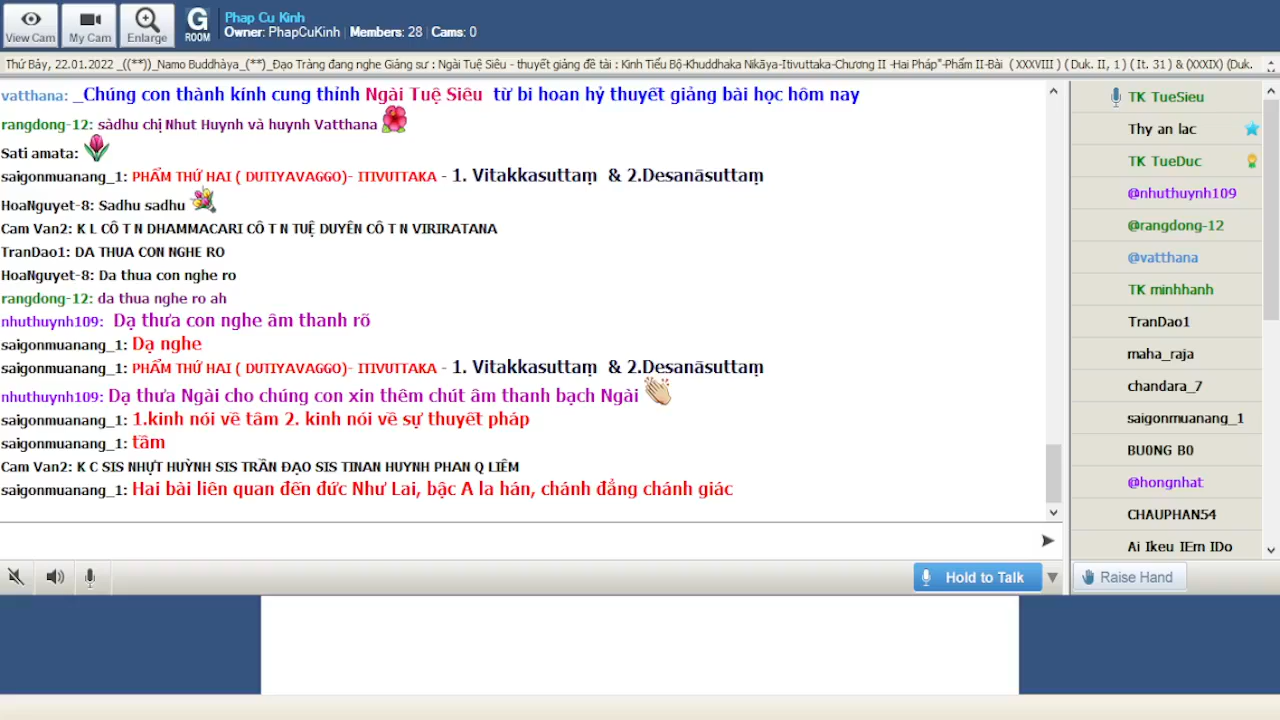 View Cam
My Cam
Enlarge
G
ROOM
Phap Cu Kinh
Owner: PhapCuKinh | Members: 28 | Cams: 0
Thứ Bảy, 22.01.2022 _((**))_Namo Buddhàya_(**)_Đạo Tràng đang nghe Giảng sư : Ngài Tuệ Siêu - thuyết giảng đề tài : Kinh Tiểu Bộ-Khuddhaka Nikāya-Itivuttaka-Chương II -Hai Pháp"-Phẩm II-Bài ( XXXVIII ) ( Duk. II, 1 ) ( It. 31 ) & (XXXIX) (Duk.
vatthana: _Chúng con thành kính cung thỉnh Ngài Tuệ Siêu từ bi hoan hỷ thuyết giảng bài học hôm nay
rangdong-12: sàdhu chị Nhut Huynh và huynh Vatthana
Sati amata:
saigonmuanang_1: PHẨM THỨ HAI ( DUTIYAVAGGO)- ITIVUTTAKA - 1. Vitakkasuttaṃ & 2.Desanāsuttaṃ
HoaNguyet-8: Sadhu sadhu
Cam Van2: K L CÔ T N DHAMMACARI CÔ T N TUỆ DUYÊN CÔ T N VIRIRATANA
TranDao1: DA THUA CON NGHE RO
HoaNguyet-8: Da thua con nghe ro
rangdong-12: da thua nghe ro ah
nhuthuynh109: Dạ thưa con nghe âm thanh rõ
saigonmuanang_1: Dạ nghe
saigonmuanang_1: PHẨM THỨ HAI ( DUTIYAVAGGO)- ITIVUTTAKA - 1. Vitakkasuttaṃ & 2.Desanāsuttaṃ
nhuthuynh109: Dạ thưa Ngài cho chúng con xin thêm chút âm thanh bạch Ngài
saigonmuanang_1: 1.kinh nói về tâm 2. kinh nói về sự thuyết pháp
saigonmuanang_1: tầm
Cam Van2: K C SIS NHỰT HUỲNH SIS TRẦN ĐẠO SIS TINAN HUYNH PHAN Q LIÊM
saigonmuanang_1: Hai bài liên quan đến đức Như Lai, bậc A la hán, chánh đẳng chánh giác
Hold to Talk
TK TueSieu
Thy an lac
TK TueDuc
@nhuthuynh109
@rangdong-12
@vatthana
TK minhhanh
TranDao1
maha_raja
chandara_7
saigonmuanang_1
BU0NG B0
@hongnhat
CHAUPHAN54
Ai Ikeu IEm IDo
Raise Hand